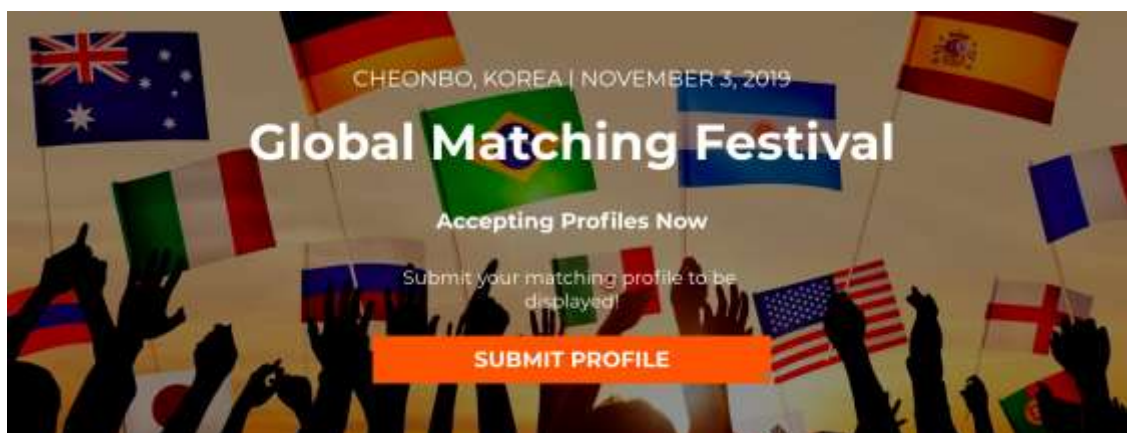 CHEONBO, KOREA | NOVEMBER 3, 2019
Global Matching Festival
Accepting Profiles Now
Submit your matching profile to be
displayed!
SUBMIT PROFILE